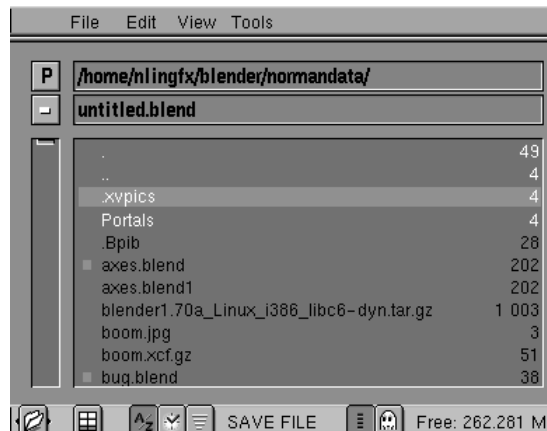 File Edit View Tools
P /home/nlingfx/blender/normandata/
- untitled.blend
. 49
.. 4
.xvpics 4
Portals 4
.Bpib 28
axes.blend 202
axes.blend1 202
blender1.70a_Linux_i386_libc6-dyn.tar.gz 1 003
boom.jpg 3
boom.xcf.gz 51
bug.blend 38
A/Z SAVE FILE Free: 262.281 M